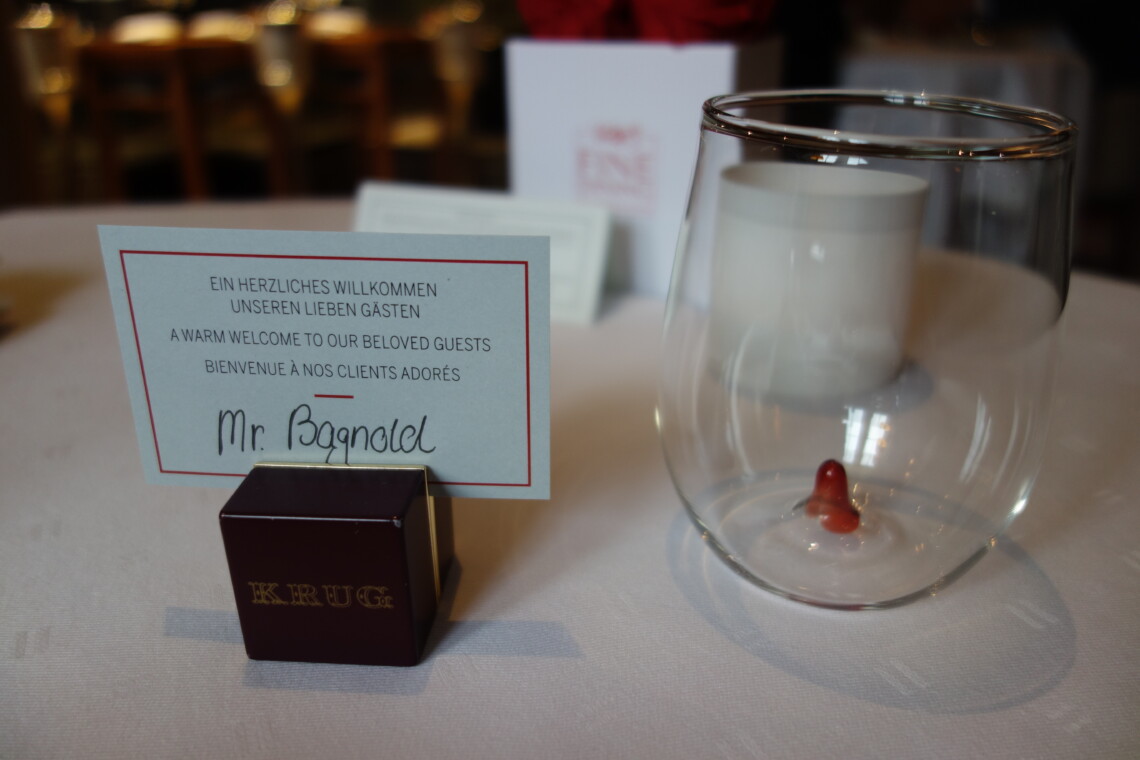 EIN HERZLICHES WILLKOMMEN
UNSEREN LIEBEN GÄSTEN
A WARM WELCOME TO OUR BELOVED GUESTS
BIENVENUE À NOS CLIENTS ADORÉS
Mr. Bagnold
KRUG